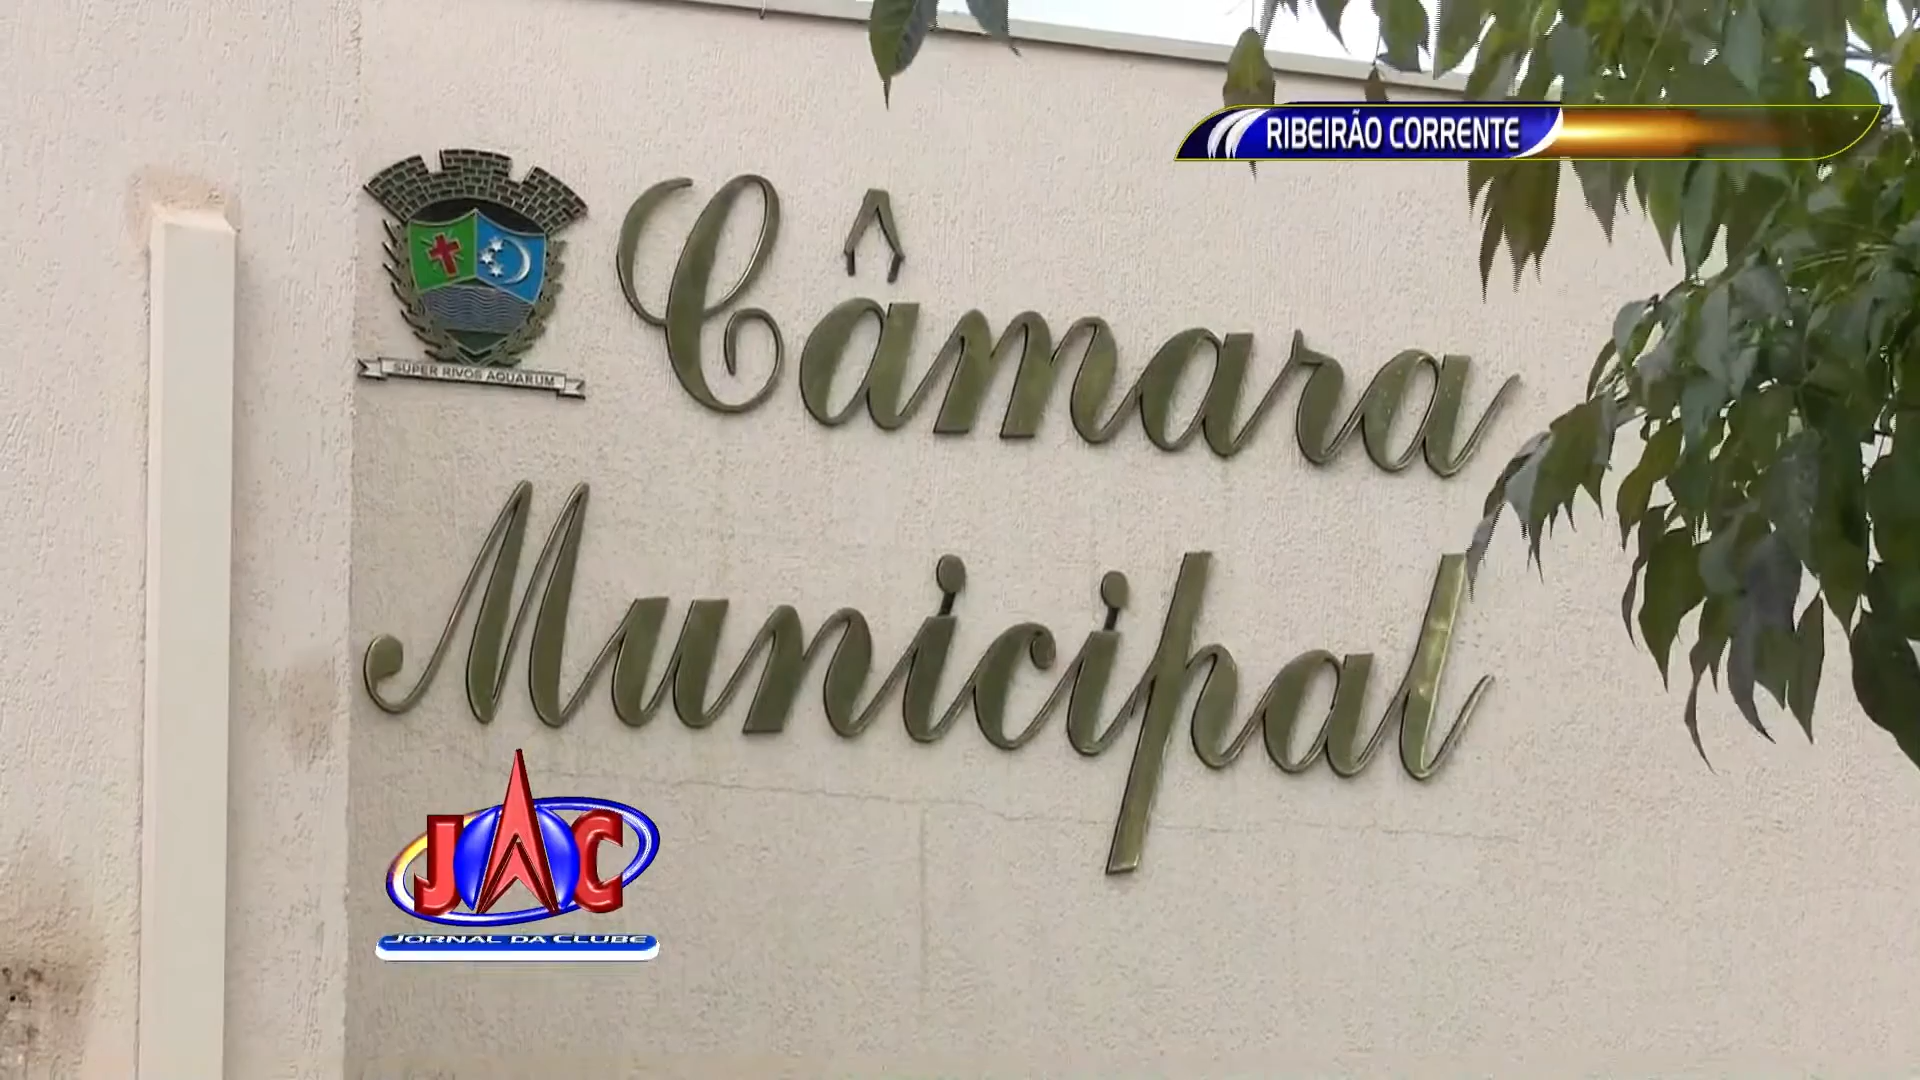 RIBEIRÃO CORRENTE
SUPER RIVOS AQUARUM
Câmara
Municipal
JAC
JORNAL DA CLUBE